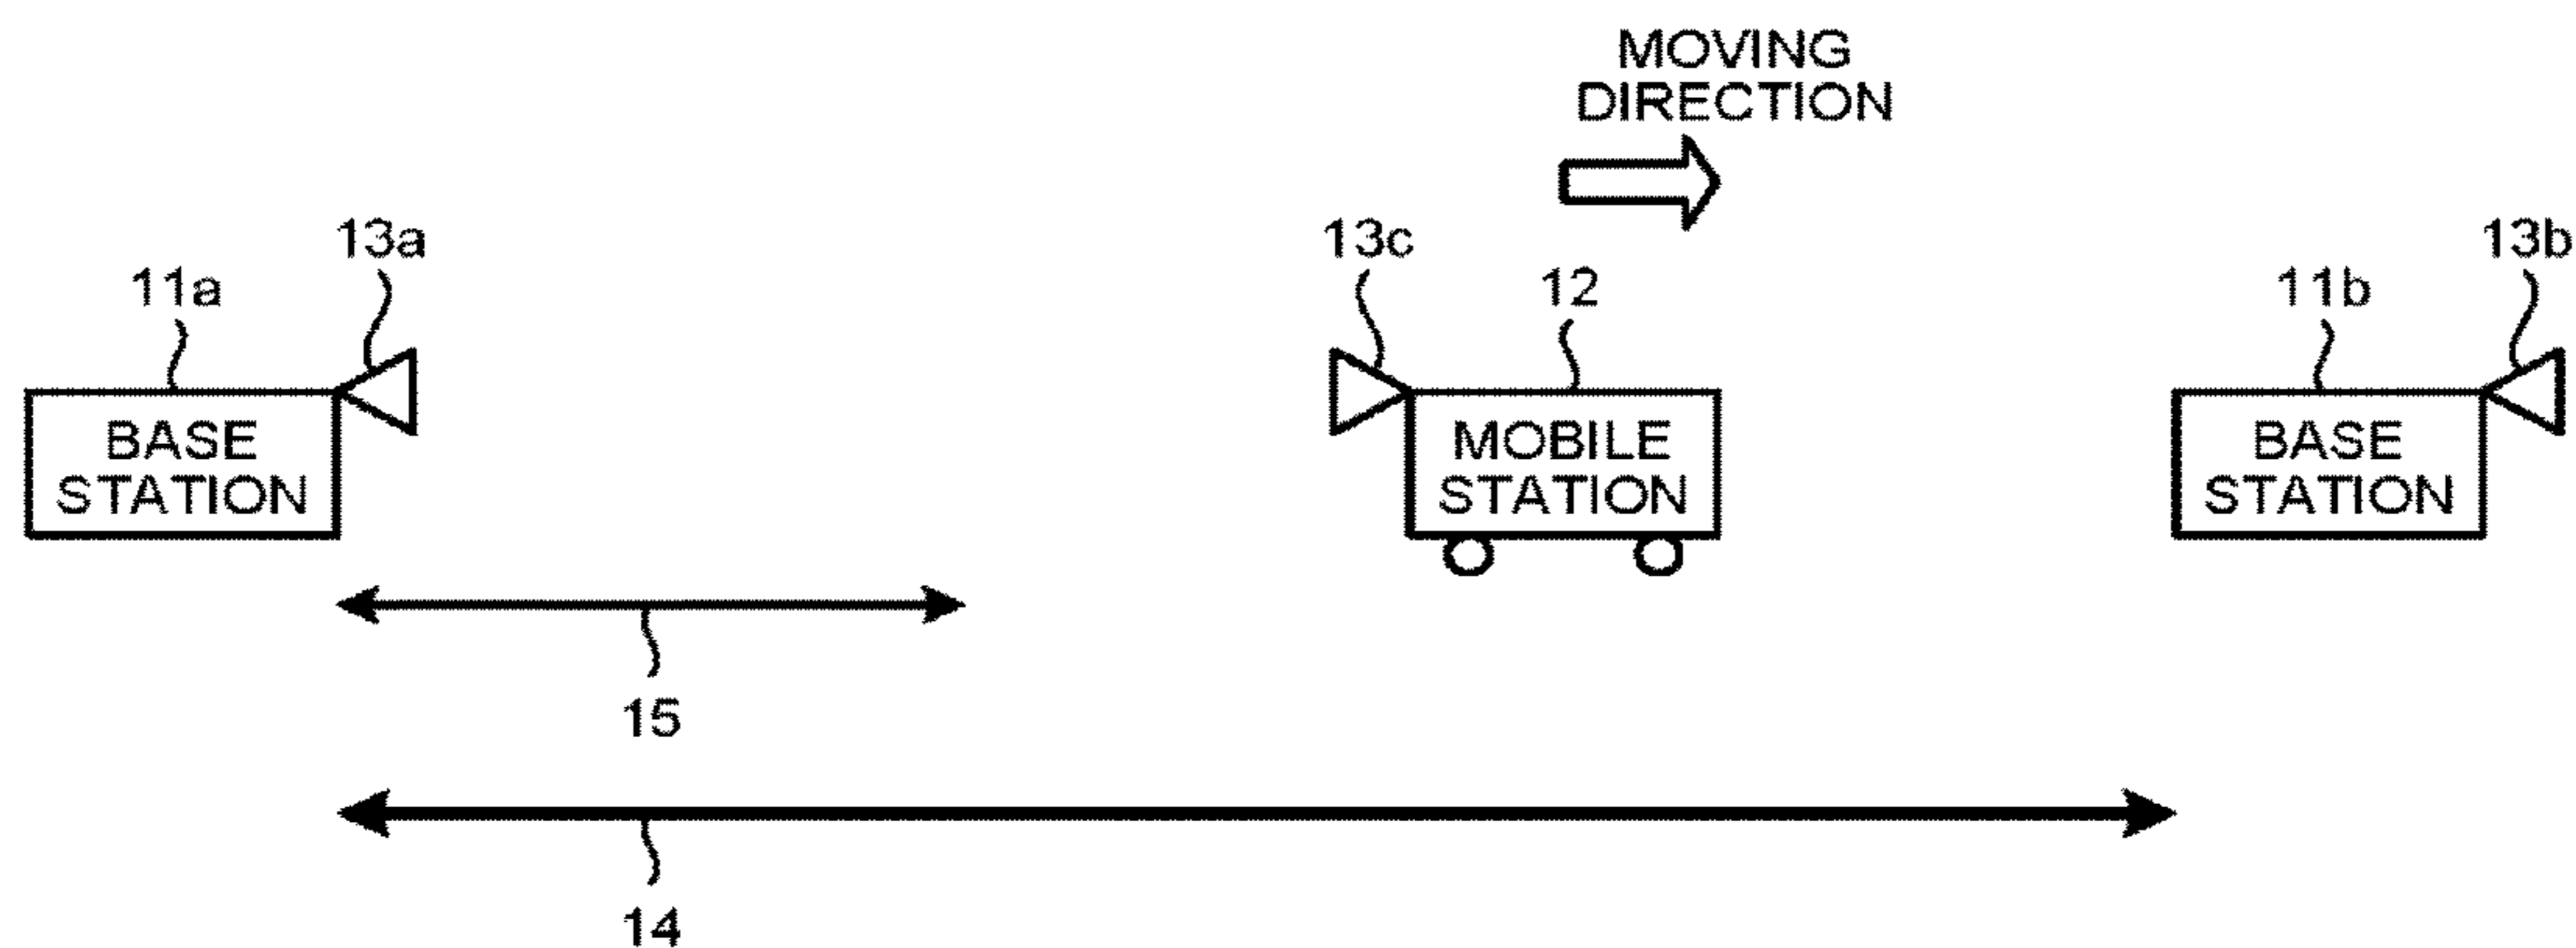 MOVING
DIRECTION
13a
13c
13b
11a
12
11b
BASE
STATION
MOBILE
STATION
BASE
STATION
15
14